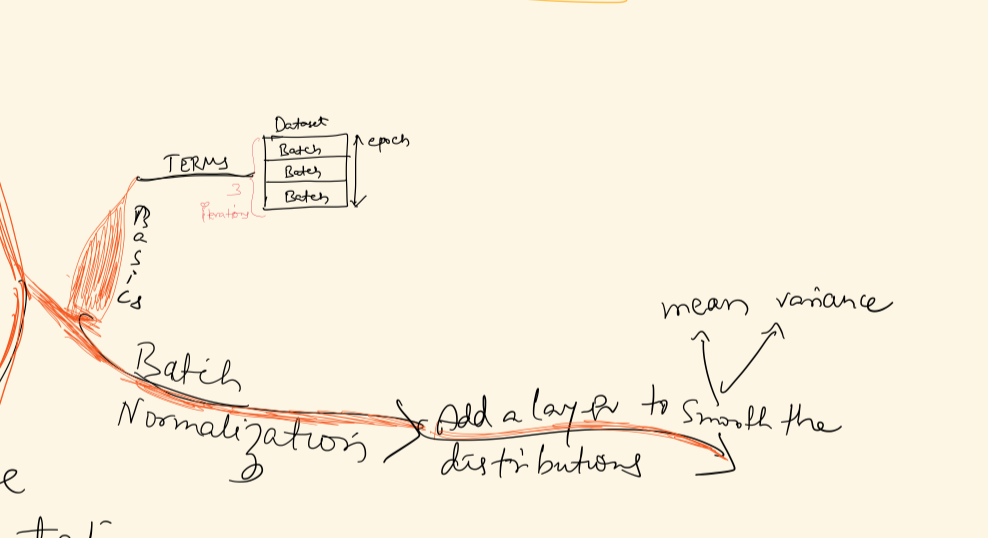 Dataset
Batch
Batch
Batch
epoch
TERMS
3
iterations
Basics
mean variance
Batch
Normalization
Add a layer to smooth the
distributions
e